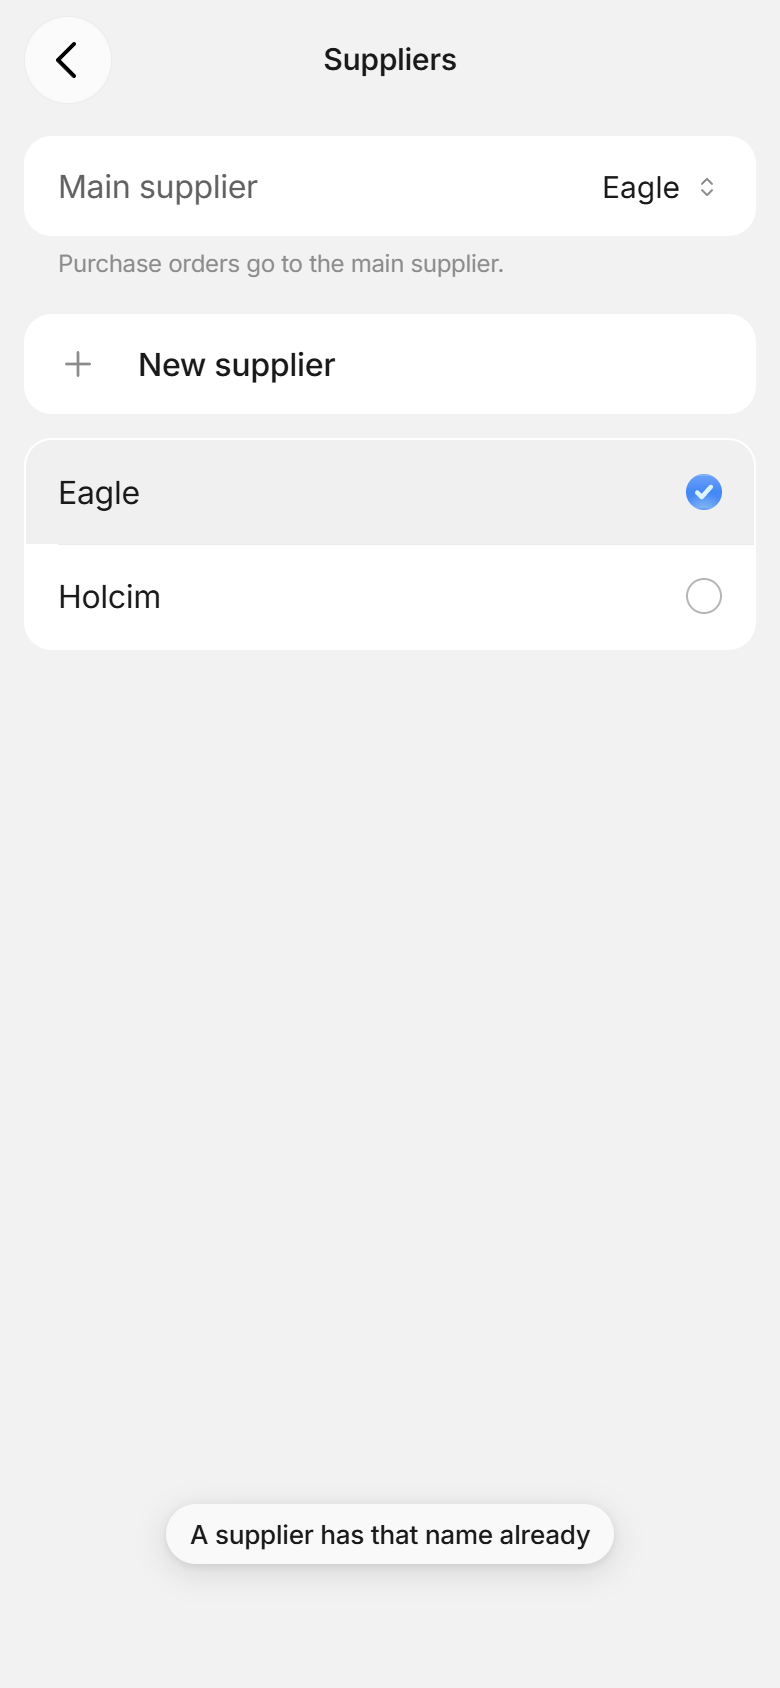 Suppliers
Main supplier Eagle
Purchase orders go to the main supplier.
New supplier
Eagle
Holcim
A supplier has that name already